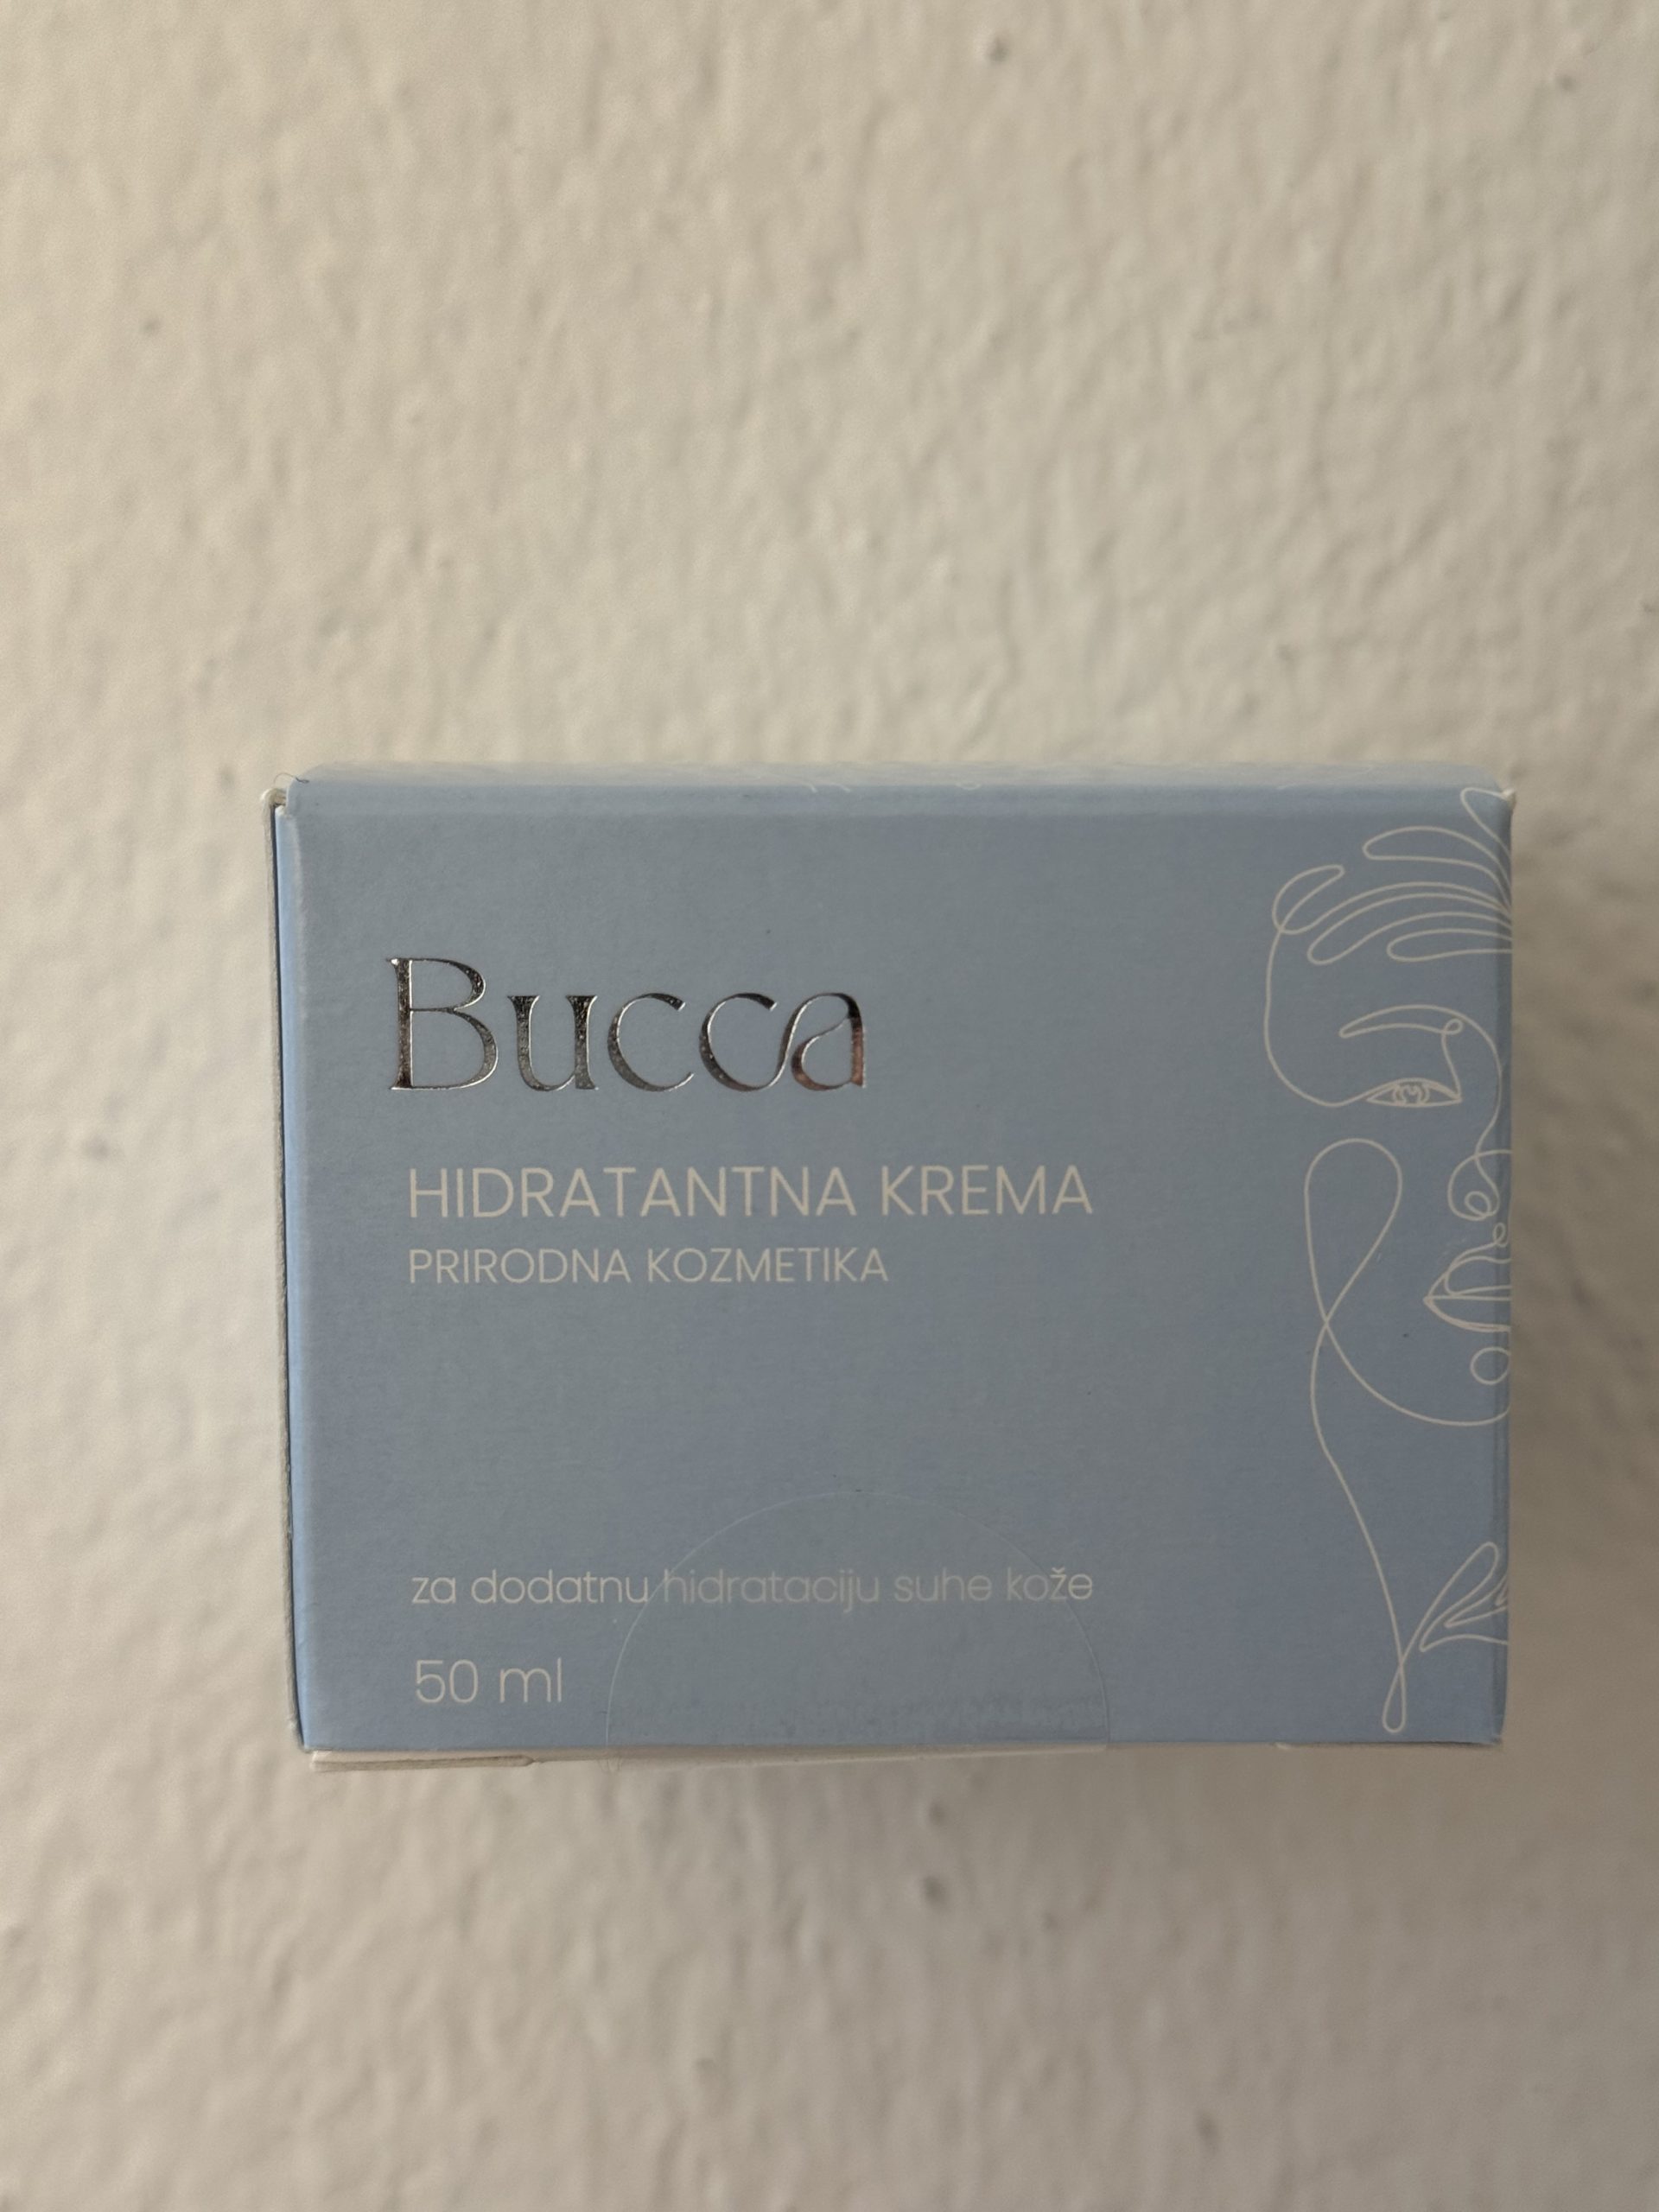 Bucca
HIDRATANTNA KREMA
PRIRODNA KOZMETIKA
za dodatnu hidrataciju suhe kože
50 ml